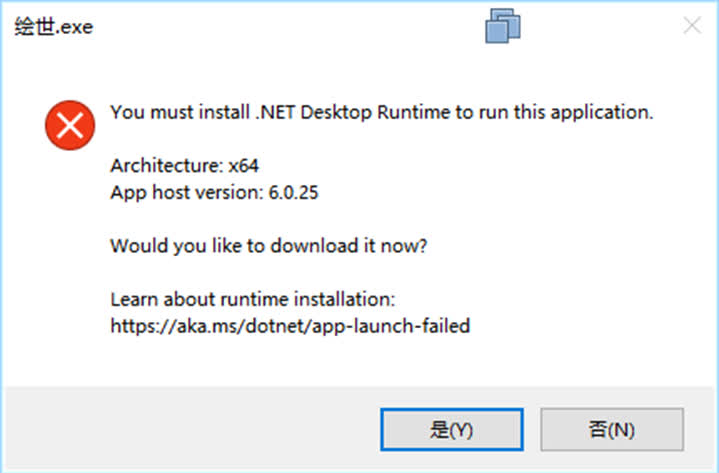 绘世.exe
You must install .NET Desktop Runtime to run this application.
Architecture: x64
App host version: 6.0.25
Would you like to download it now?
Learn about runtime installation:
https://aka.ms/dotnet/app-launch-failed
是(Y)
否(N)